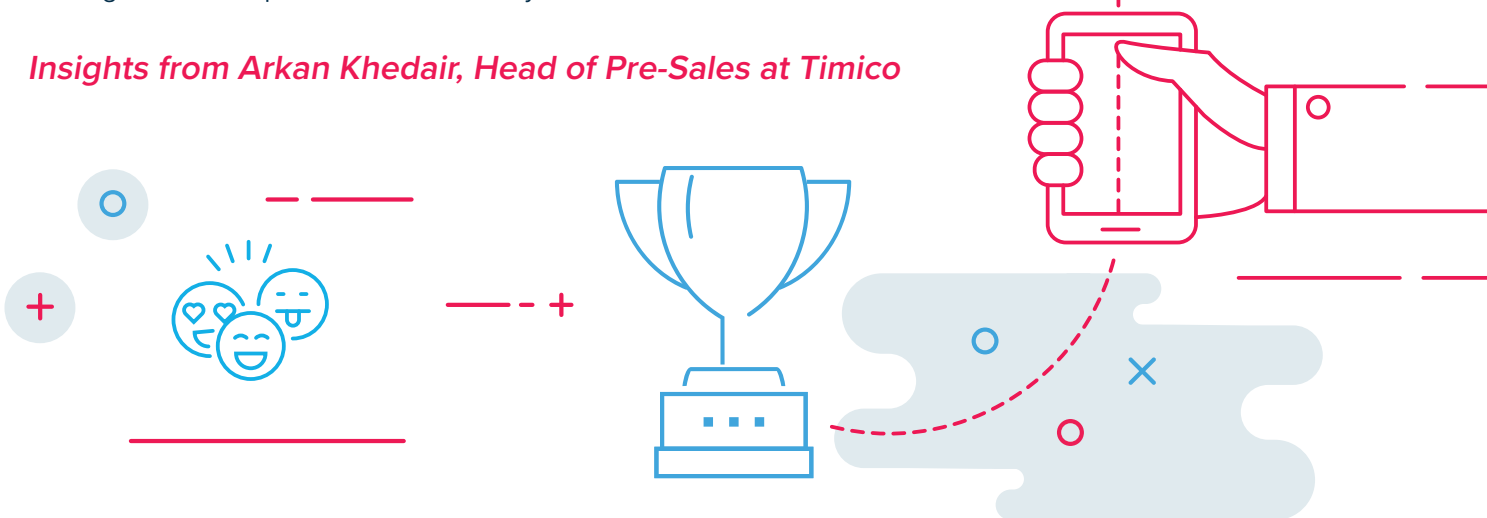 Insights from Arkan Khedair, Head of Pre-Sales at Timico